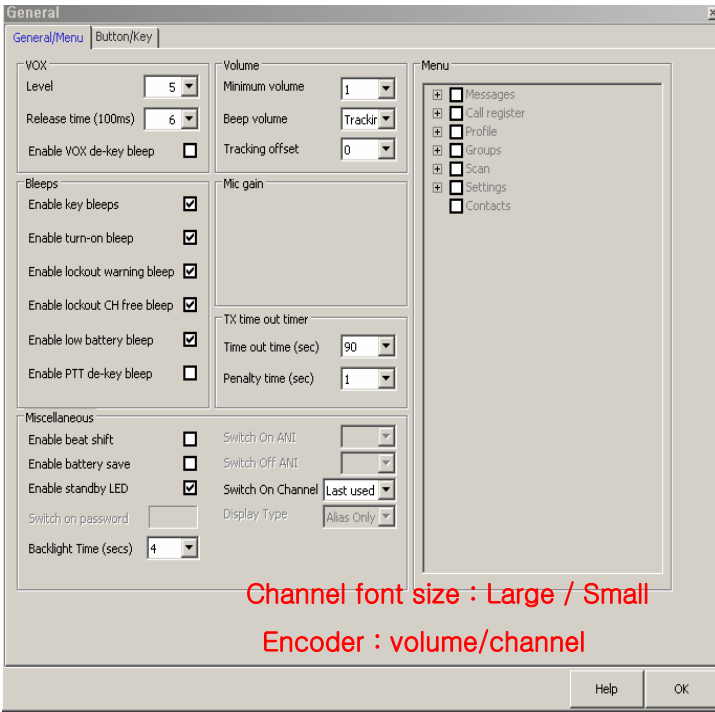 General
General/Menu
Button/Key
VOX
Level
5
Release time (100ms)
6
Enable VOX de-key bleep
Volume
Minimum volume
1
Beep volume
Trackir
Tracking offset
0
Menu
Messages
Call register
Profile
Groups
Scan
Settings
Contacts
Bleeps
Enable key bleeps
Enable turn-on bleep
Enable lockout warning bleep
Enable lockout CH free bleep
Enable low battery bleep
Enable PTT de-key bleep
Mic gain
TX time out timer
Time out time (sec)
90
Penalty time (sec)
1
Miscellaneous
Enable beat shift
Enable battery save
Enable standby LED
Switch on password
Backlight Time (secs)
4
Switch On ANI
Switch Off ANI
Switch On Channel
Last used
Display Type
Alias Only
Channel font size : Large / Small
Encoder : volume/channel
Help
OK